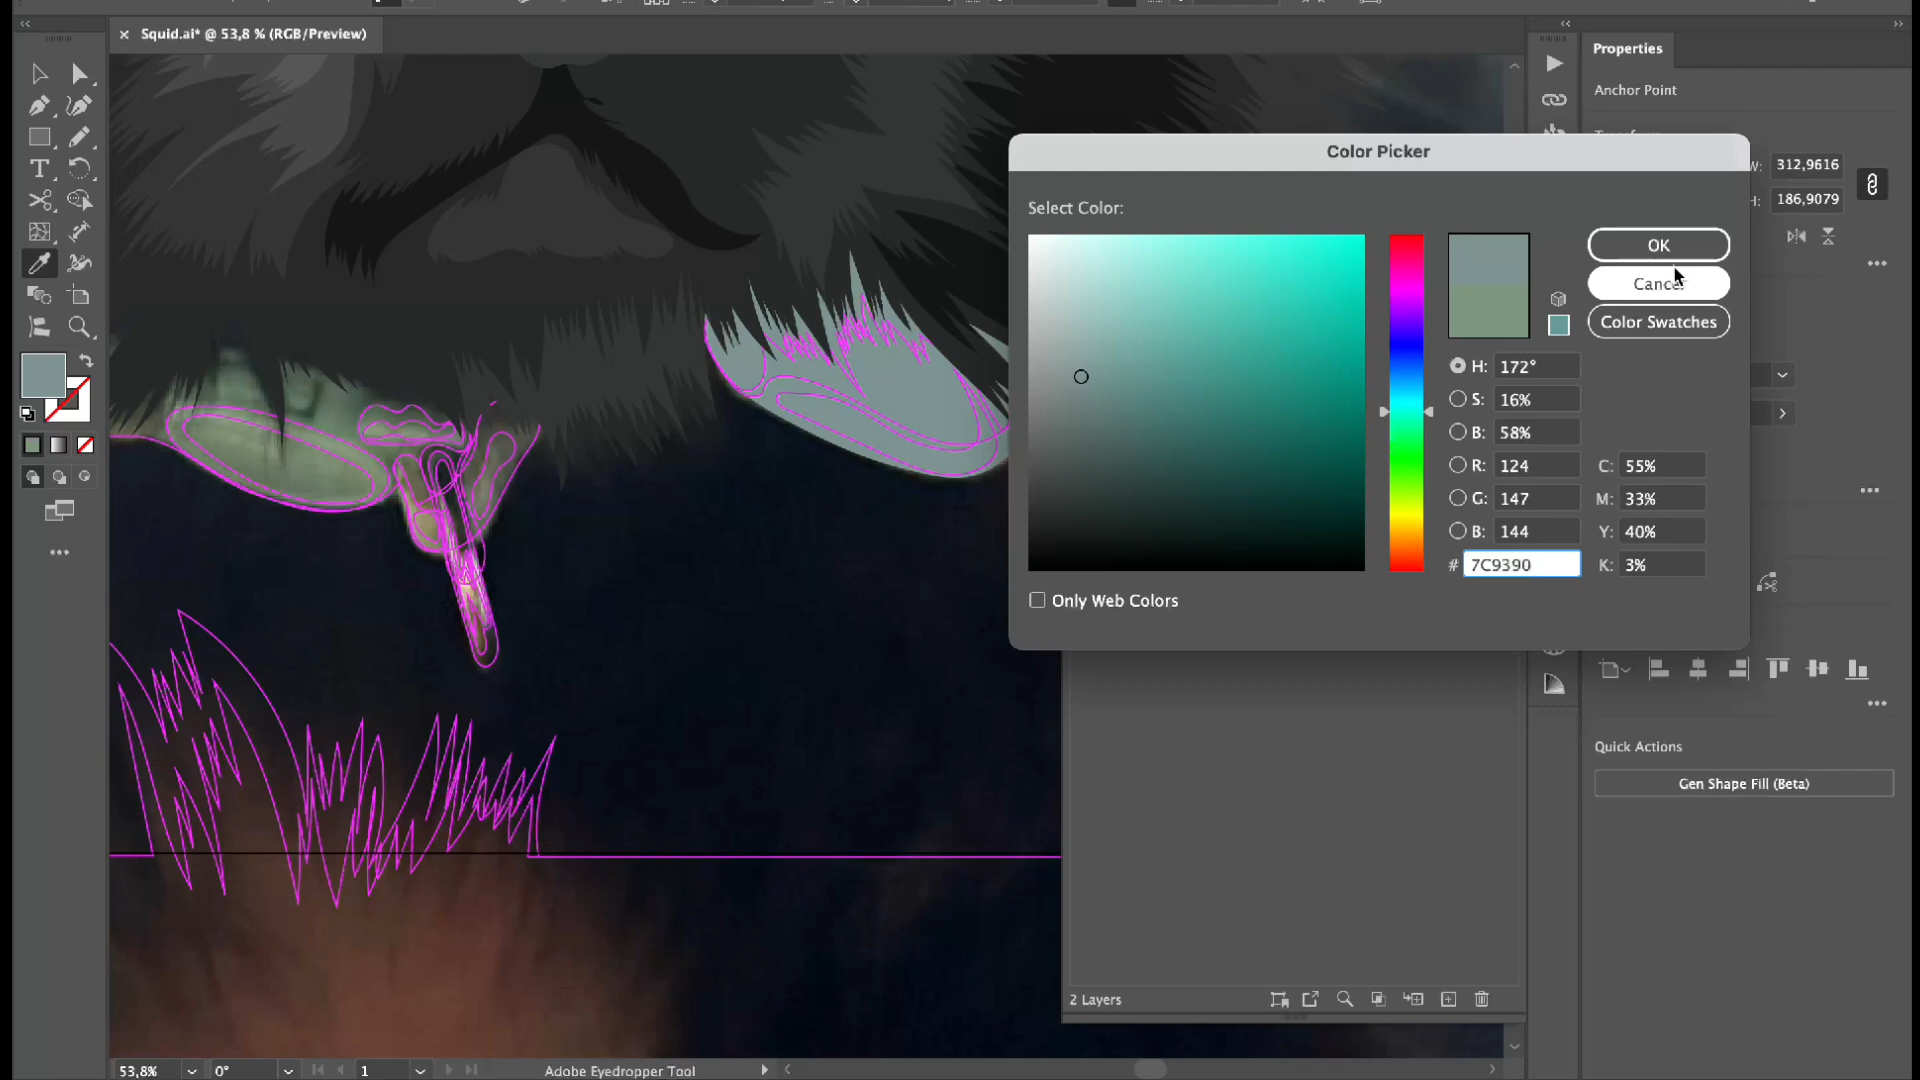 Squid.ai* @ 53,8 % (RGB/Preview)
Properties
Anchor Point
W: 312,9616
H: 186,9079
Color Picker
Select Color:
OK
Color Swatches
H: 172°
S: 16%
B: 58%
R: 124 C: 55%
G: 147 M: 33%
B: 144 Y: 40%
# 7C9390 K: 3%
Only Web Colors
Quick Actions
Gen Shape Fill (Beta)
2 Layers
53,8% 0° 1 Adobe Eyedropper Tool